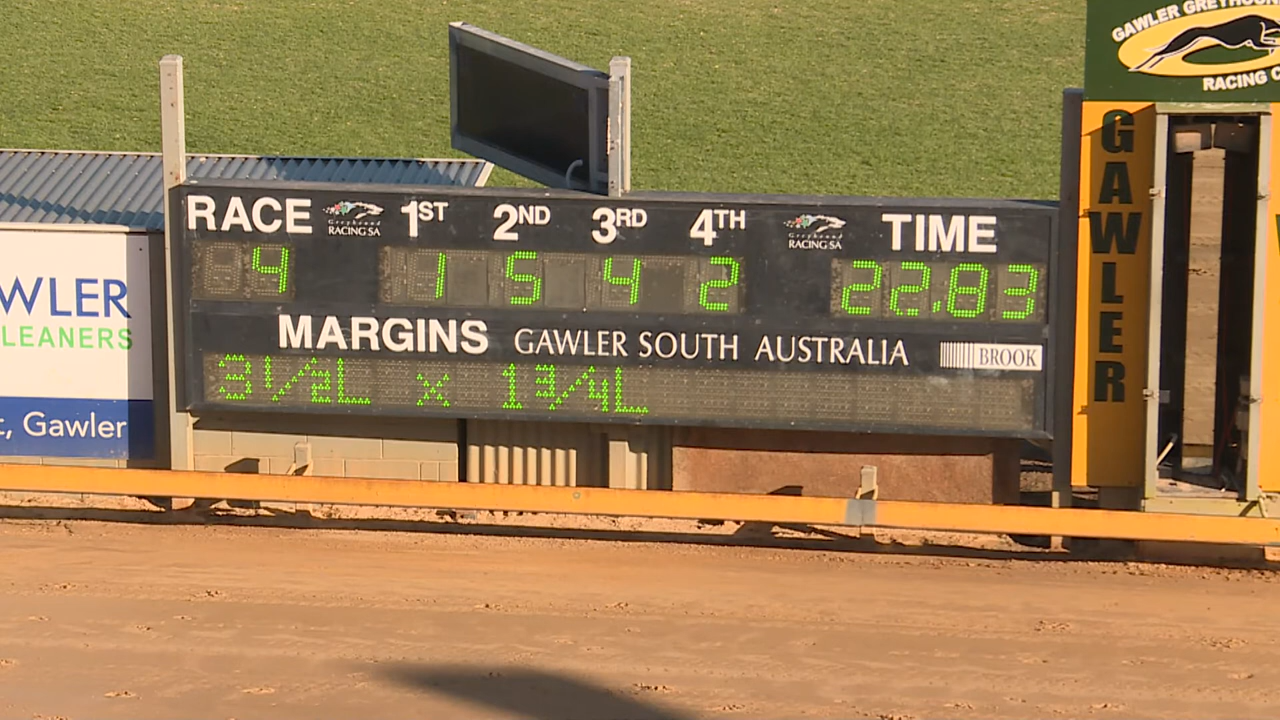 GAWLER GREYHOUN
RACING C
GAWLER
RACE 1ST 2ND 3RD 4TH TIME
Greyhound
RACING SA
Greyhound
RACING SA
4 1 5 4 2 22.83
MARGINS GAWLER SOUTH AUSTRALIA BROOK
3 1/2L x 1 3/4L
WLER
LEANERS
t, Gawler